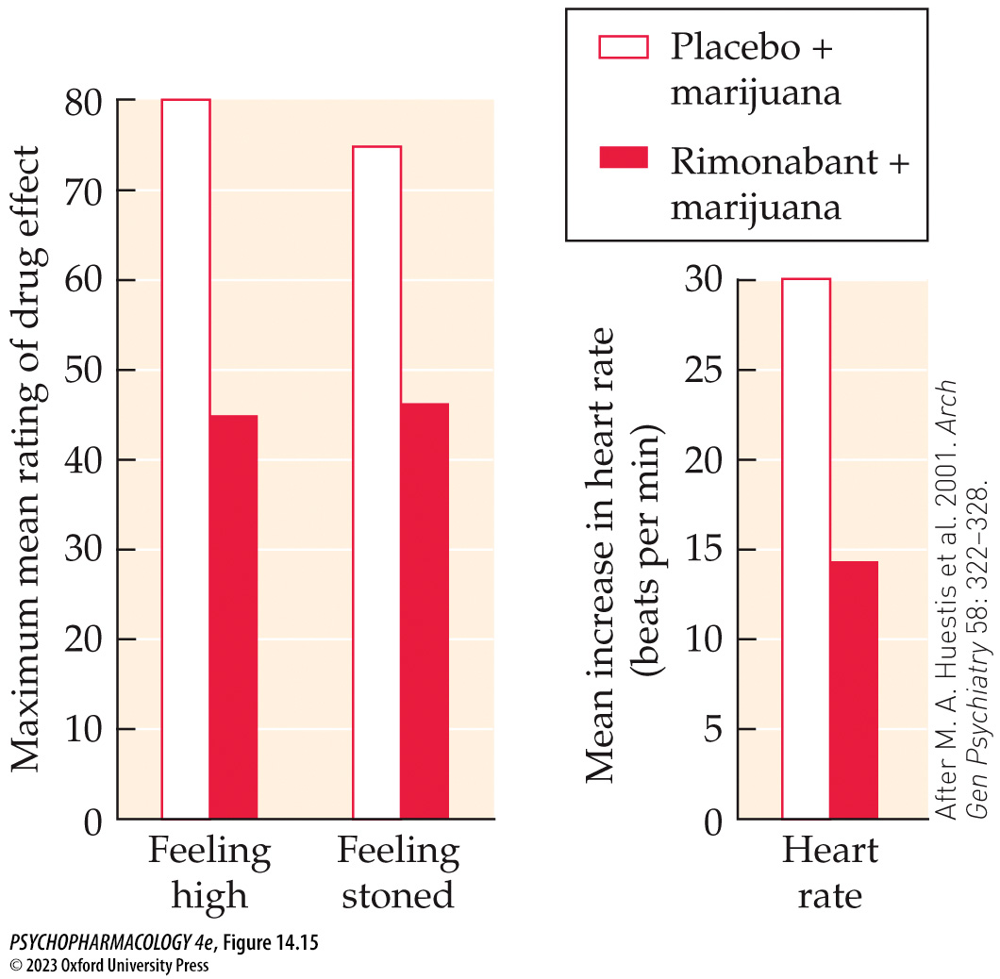 Placebo +
marijuana
Rimonabant +
marijuana
Maximum mean rating of drug effect
80
70
60
50
40
30
20
10
0
Feeling
high
Feeling
stoned
Mean increase in heart rate
(beats per min)
30
25
20
15
10
5
0
Heart
rate
After M. A. Huestis et al. 2001. Arch
Gen Psychiatry 58: 322–328.
PSYCHOPHARMACOLOGY 4e, Figure 14.15
© 2023 Oxford University Press